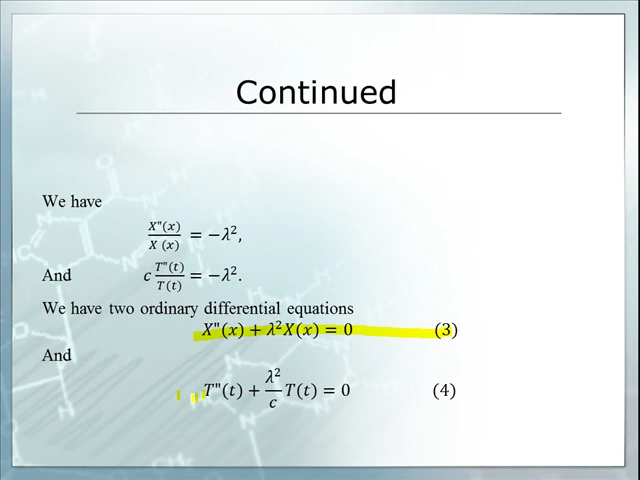 Continued
We have
X"(x)/X (x) = −λ²,
And c T"(t)/T(t) = −λ².
We have two ordinary differential equations
X"(x) + λ²X(x) = 0 (3)
And
T"(t) + λ²/c T(t) = 0 (4)